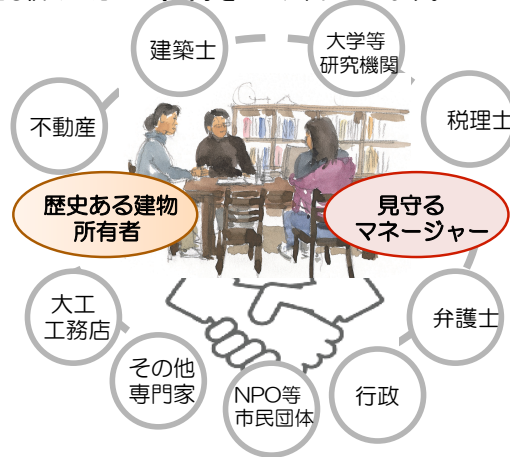 建築士
大学等
研究機関
不動産
税理士
歴史ある建物
所有者
見守る
マネージャー
大工
工務店
弁護士
その他
専門家
NPO等
市民団体
行政